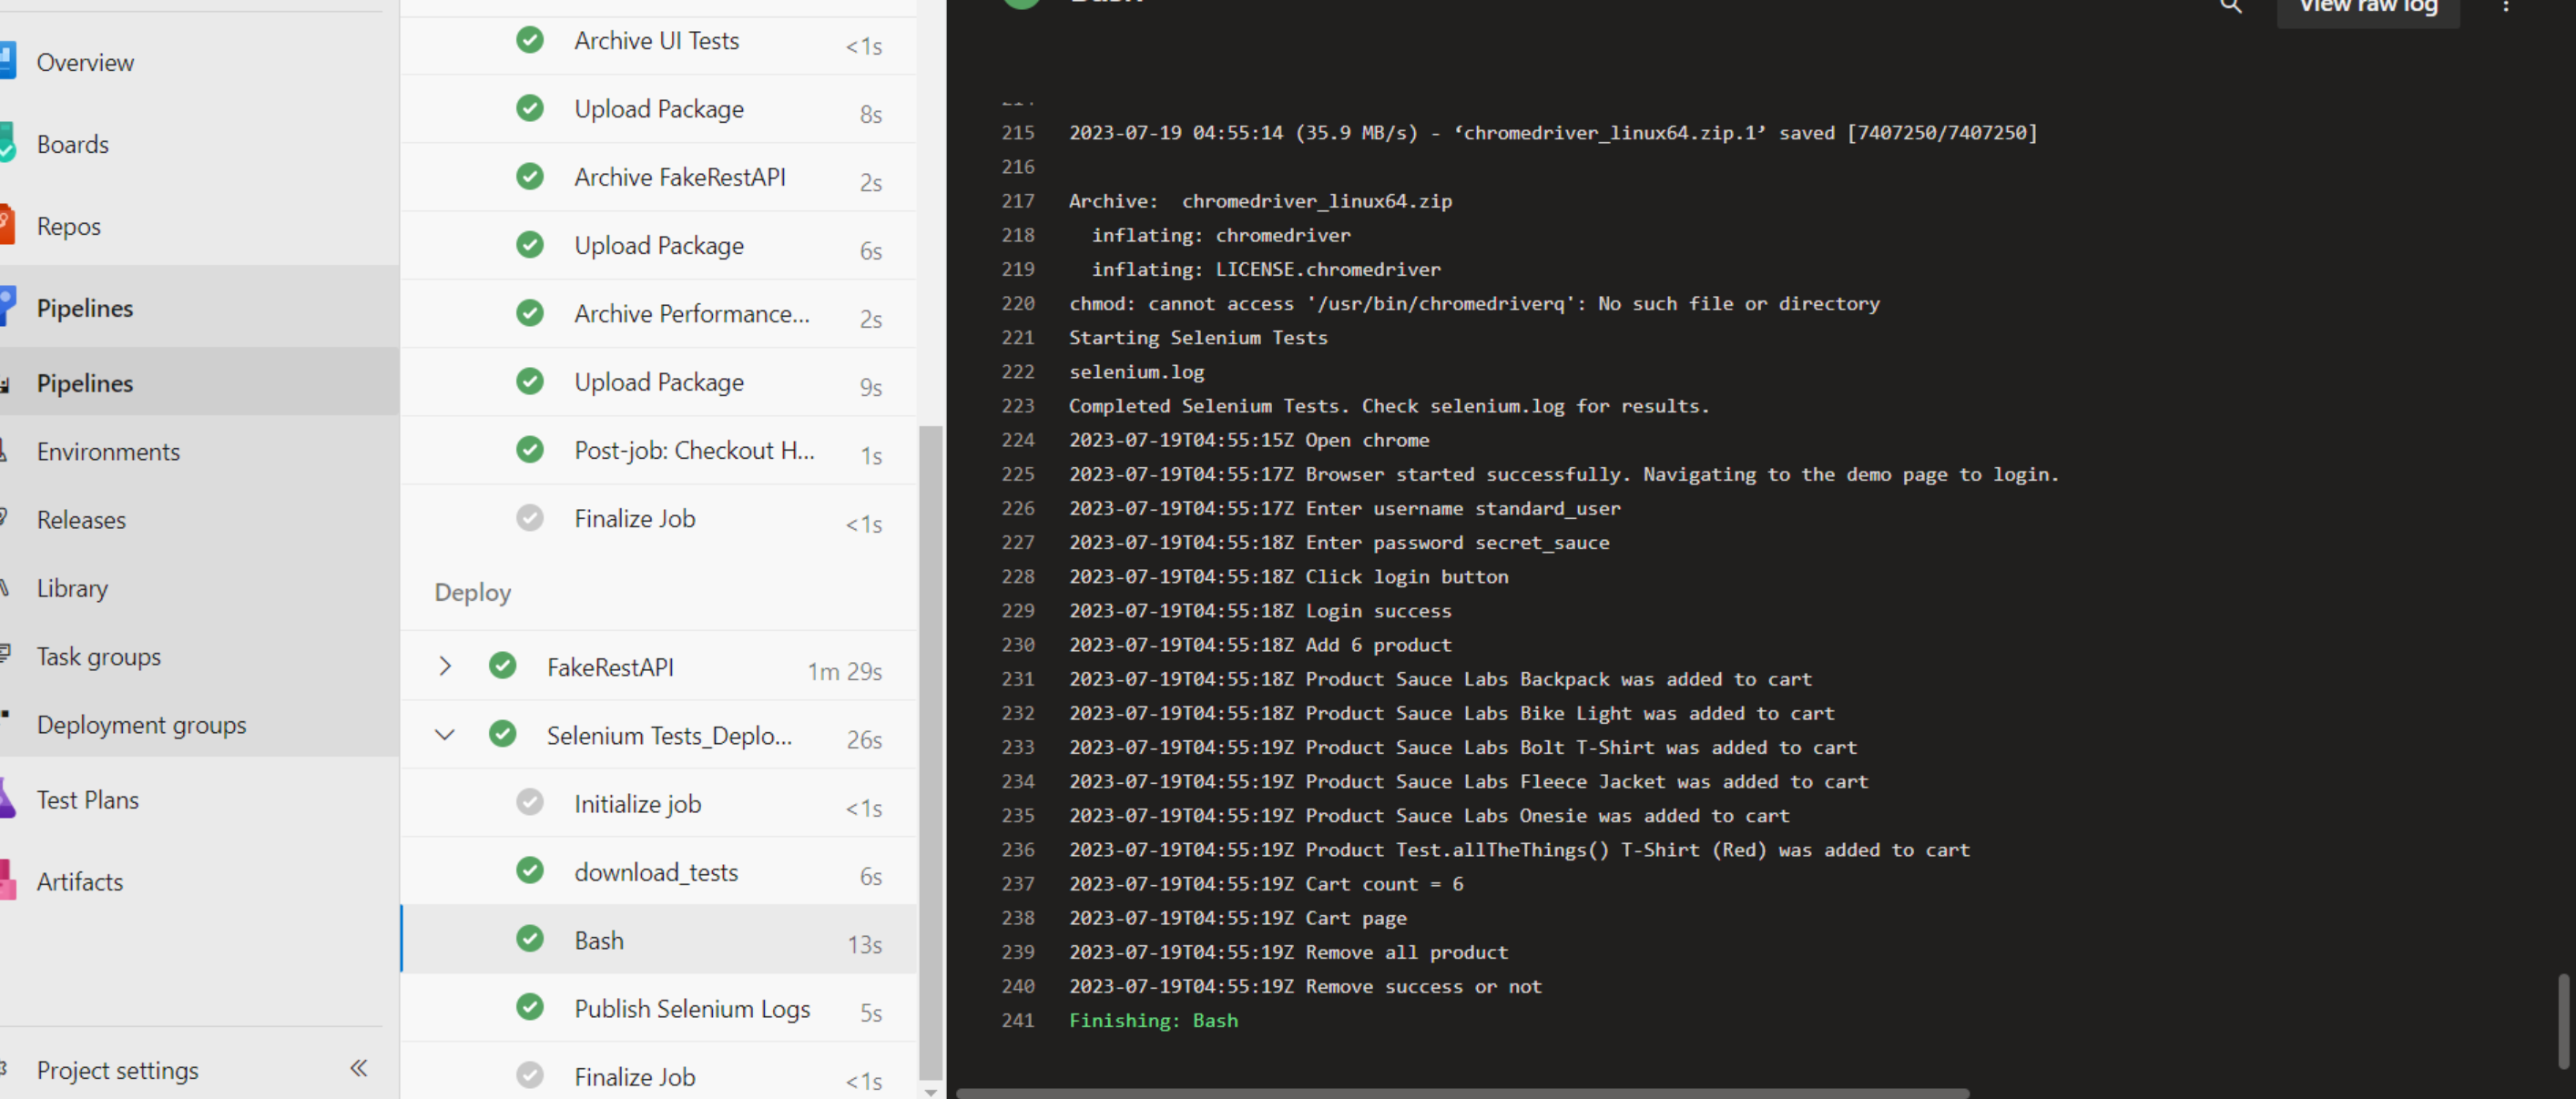 Overview
Boards
Repos
Pipelines
Pipelines
Environments
Releases
Library
Task groups
Deployment groups
Test Plans
Artifacts
Project settings
Archive UI Tests <1s
Upload Package 8s
Archive FakeRestAPI 2s
Upload Package 6s
Archive Performance... 2s
Upload Package 9s
Post-job: Checkout H... 1s
Finalize Job <1s
Deploy
FakeRestAPI 1m 29s
Selenium Tests_Deplo... 26s
Initialize job <1s
download_tests 6s
Bash 13s
Publish Selenium Logs 5s
Finalize Job <1s
Bash
View raw log
215 2023-07-19 04:55:14 (35.9 MB/s) - ‘chromedriver_linux64.zip.1’ saved [7407250/7407250]
216
217 Archive:  chromedriver_linux64.zip
218   inflating: chromedriver
219   inflating: LICENSE.chromedriver
220 chmod: cannot access '/usr/bin/chromedriverq': No such file or directory
221 Starting Selenium Tests
222 selenium.log
223 Completed Selenium Tests. Check selenium.log for results.
224 2023-07-19T04:55:15Z Open chrome
225 2023-07-19T04:55:17Z Browser started successfully. Navigating to the demo page to login.
226 2023-07-19T04:55:17Z Enter username standard_user
227 2023-07-19T04:55:18Z Enter password secret_sauce
228 2023-07-19T04:55:18Z Click login button
229 2023-07-19T04:55:18Z Login success
230 2023-07-19T04:55:18Z Add 6 product
231 2023-07-19T04:55:18Z Product Sauce Labs Backpack was added to cart
232 2023-07-19T04:55:18Z Product Sauce Labs Bike Light was added to cart
233 2023-07-19T04:55:19Z Product Sauce Labs Bolt T-Shirt was added to cart
234 2023-07-19T04:55:19Z Product Sauce Labs Fleece Jacket was added to cart
235 2023-07-19T04:55:19Z Product Sauce Labs Onesie was added to cart
236 2023-07-19T04:55:19Z Product Test.allTheThings() T-Shirt (Red) was added to cart
237 2023-07-19T04:55:19Z Cart count = 6
238 2023-07-19T04:55:19Z Cart page
239 2023-07-19T04:55:19Z Remove all product
240 2023-07-19T04:55:19Z Remove success or not
241 Finishing: Bash